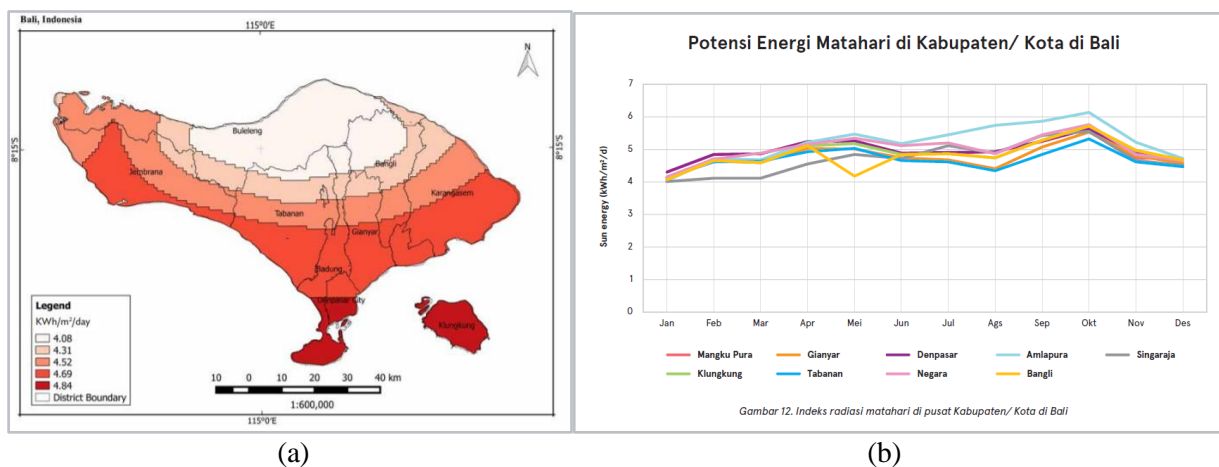 Bali, Indonesia
115°0'E
N
8°15'S
8°15'S
Buleleng
Bangli
Jembrana
Karangasem
Tabanan
Gianyar
Badung
Denpasar City
Klungkung
Legend
KWh/m²/day
4.08
4.31
4.52
4.69
4.84
District Boundary
10 0 10 20 30 40 km
1:600,000
115°0'E
(a)
Potensi Energi Matahari di Kabupaten/ Kota di Bali
Sun energy (kWh/m²/d)
7
6
5
4
3
2
1
0
Jan Feb Mar Apr Mei Jun Jul Ags Sep Okt Nov Des
Mangku Pura Gianyar Denpasar Amlapura Singaraja
Klungkung Tabanan Negara Bangli
Gambar 12. Indeks radiasi matahari di pusat Kabupaten/ Kota di Bali
(b)